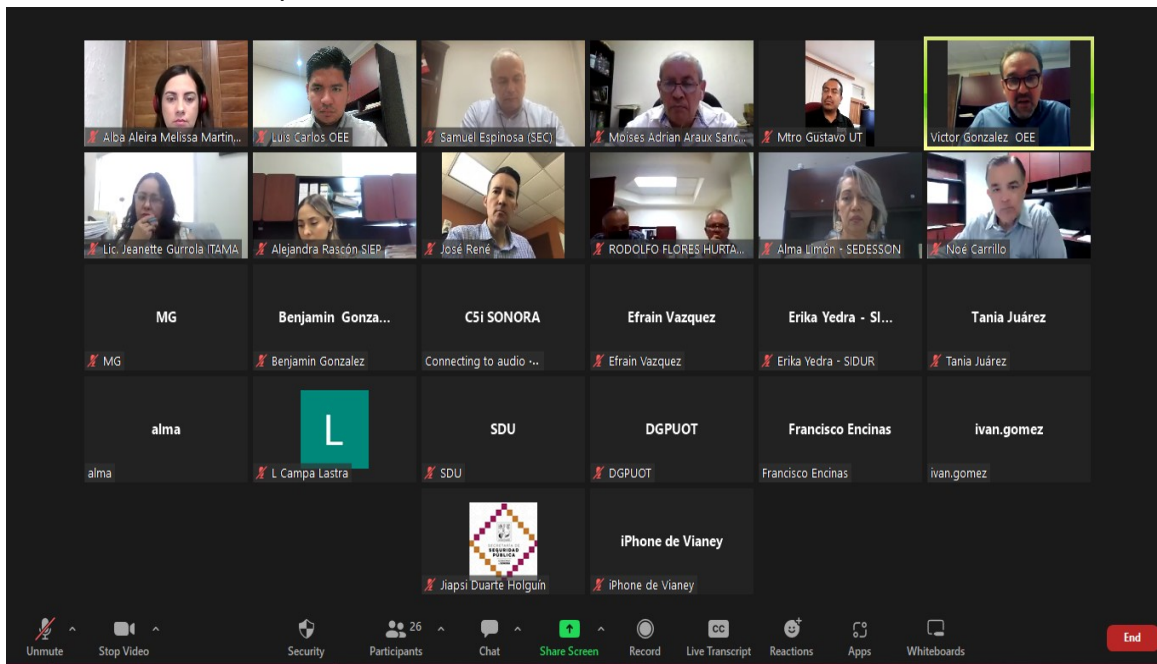 Alba Aleira Melissa Martin...
Luis Carlos OEE
Samuel Espinosa (SEC)
Moises Adrian Araux Sanc...
Mtro Gustavo UT
Victor Gonzalez OEE
Lic. Jeanette Gurrola ITAMA
Alejandra Rascón SIEP
José René
RODOLFO FLORES HURTA...
Alma Limón - SEDESSON
Noé Carrillo
MG
Benjamin Gonza...
C5i SONORA
Efrain Vazquez
Erika Yedra - SI...
Tania Juárez
MG
Benjamin Gonzalez
Connecting to audio ·..
Efrain Vazquez
Erika Yedra - SIDUR
Tania Juárez
alma
L
SDU
DGPUOT
Francisco Encinas
ivan.gomez
alma
L Campa Lastra
SDU
DGPUOT
Francisco Encinas
ivan.gomez
SECRETARÍA DE
SEGURIDAD
PÚBLICA
iPhone de Vianey
Jiapsi Duarte Holguín
iPhone de Vianey
Unmute
Stop Video
Security
26
Participants
Chat
Share Screen
Record
CC
Live Transcript
Reactions
Apps
Whiteboards
End